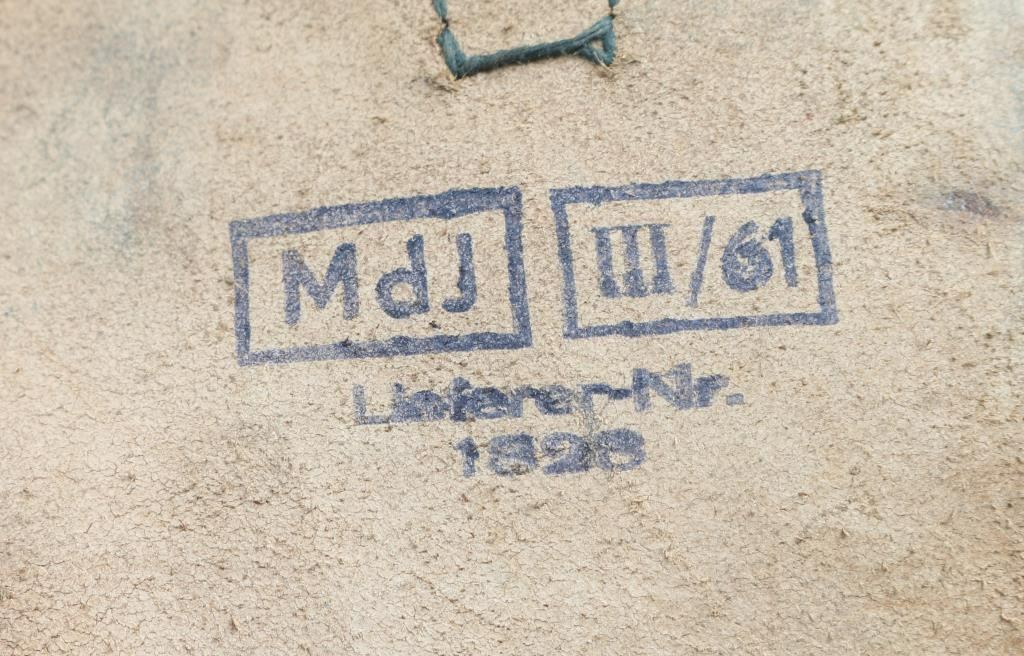 MdJ III/61
Lieferer-Nr.
1828